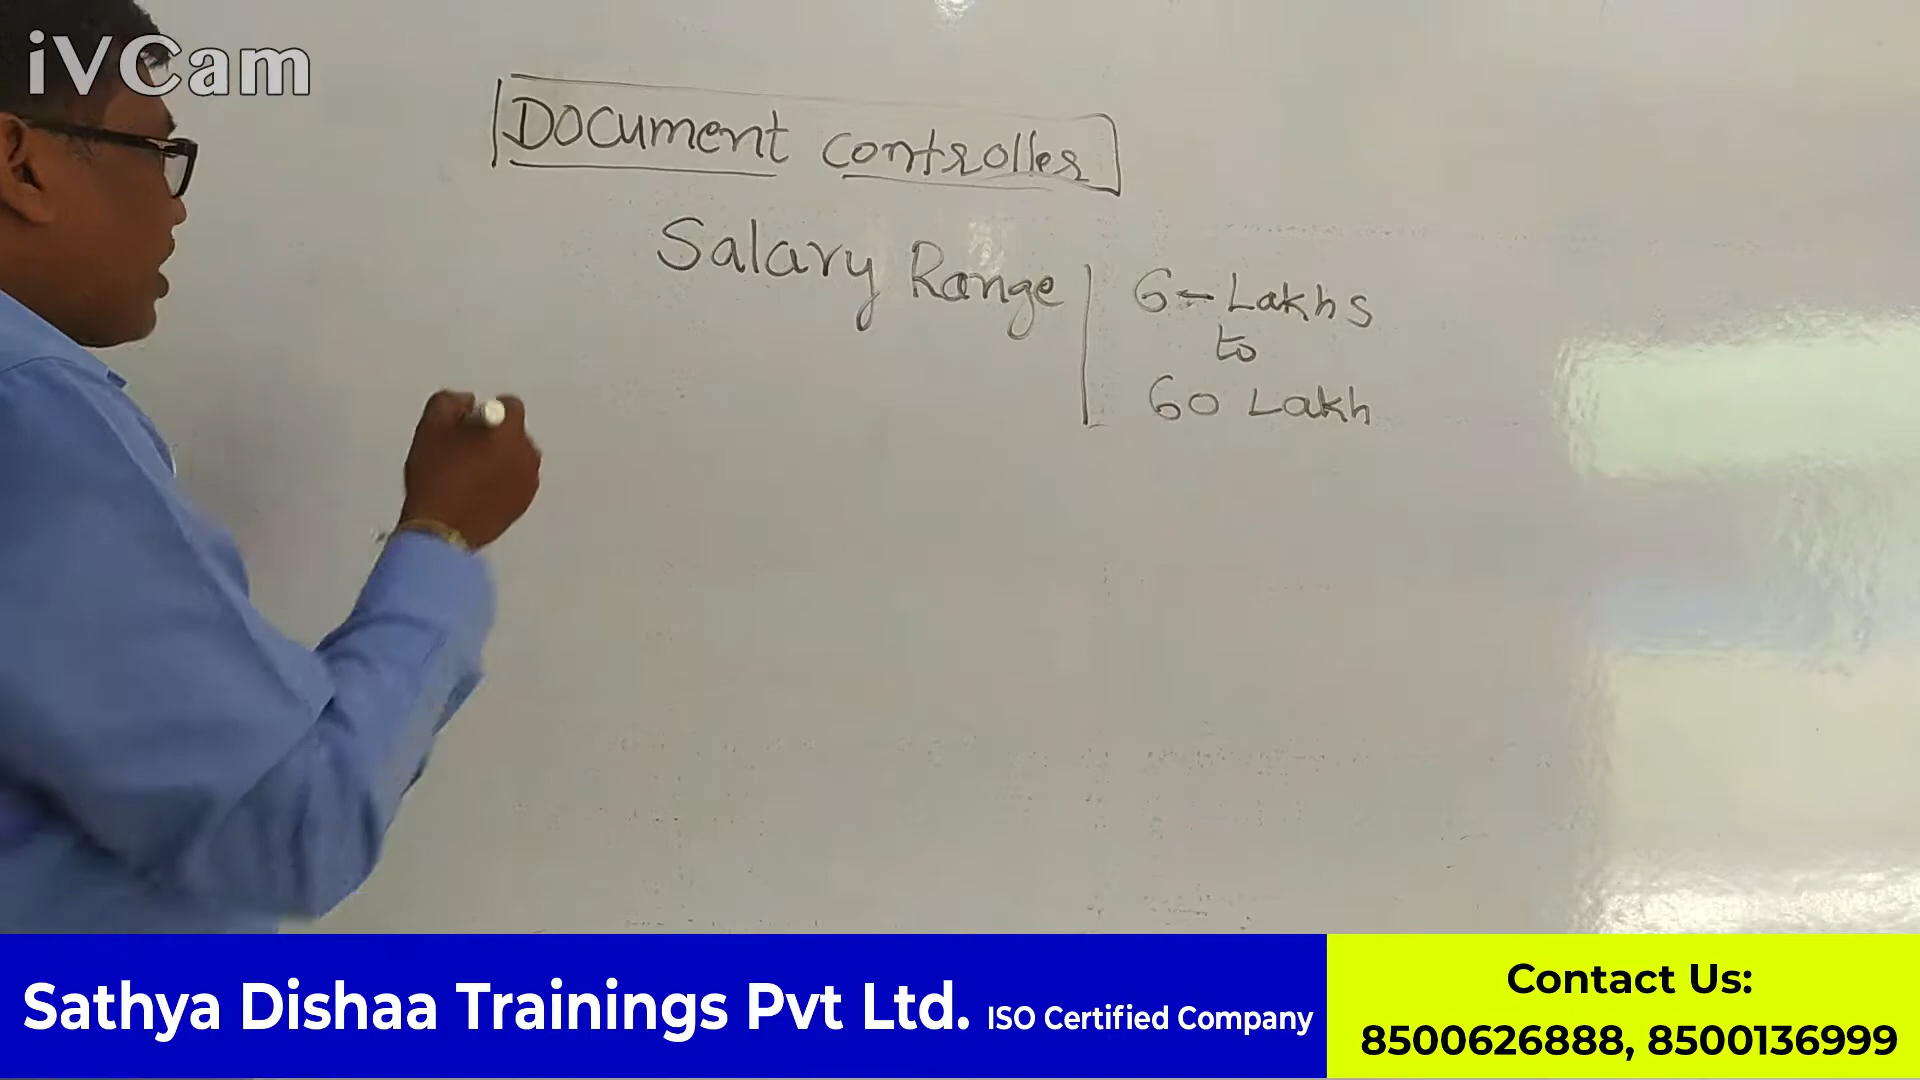 iVCam
Document controller
Salary Range
6 - Lakhs
to
60 Lakh
Sathya Dishaa Trainings Pvt Ltd. ISO Certified Company
Contact Us:
8500626888, 8500136999